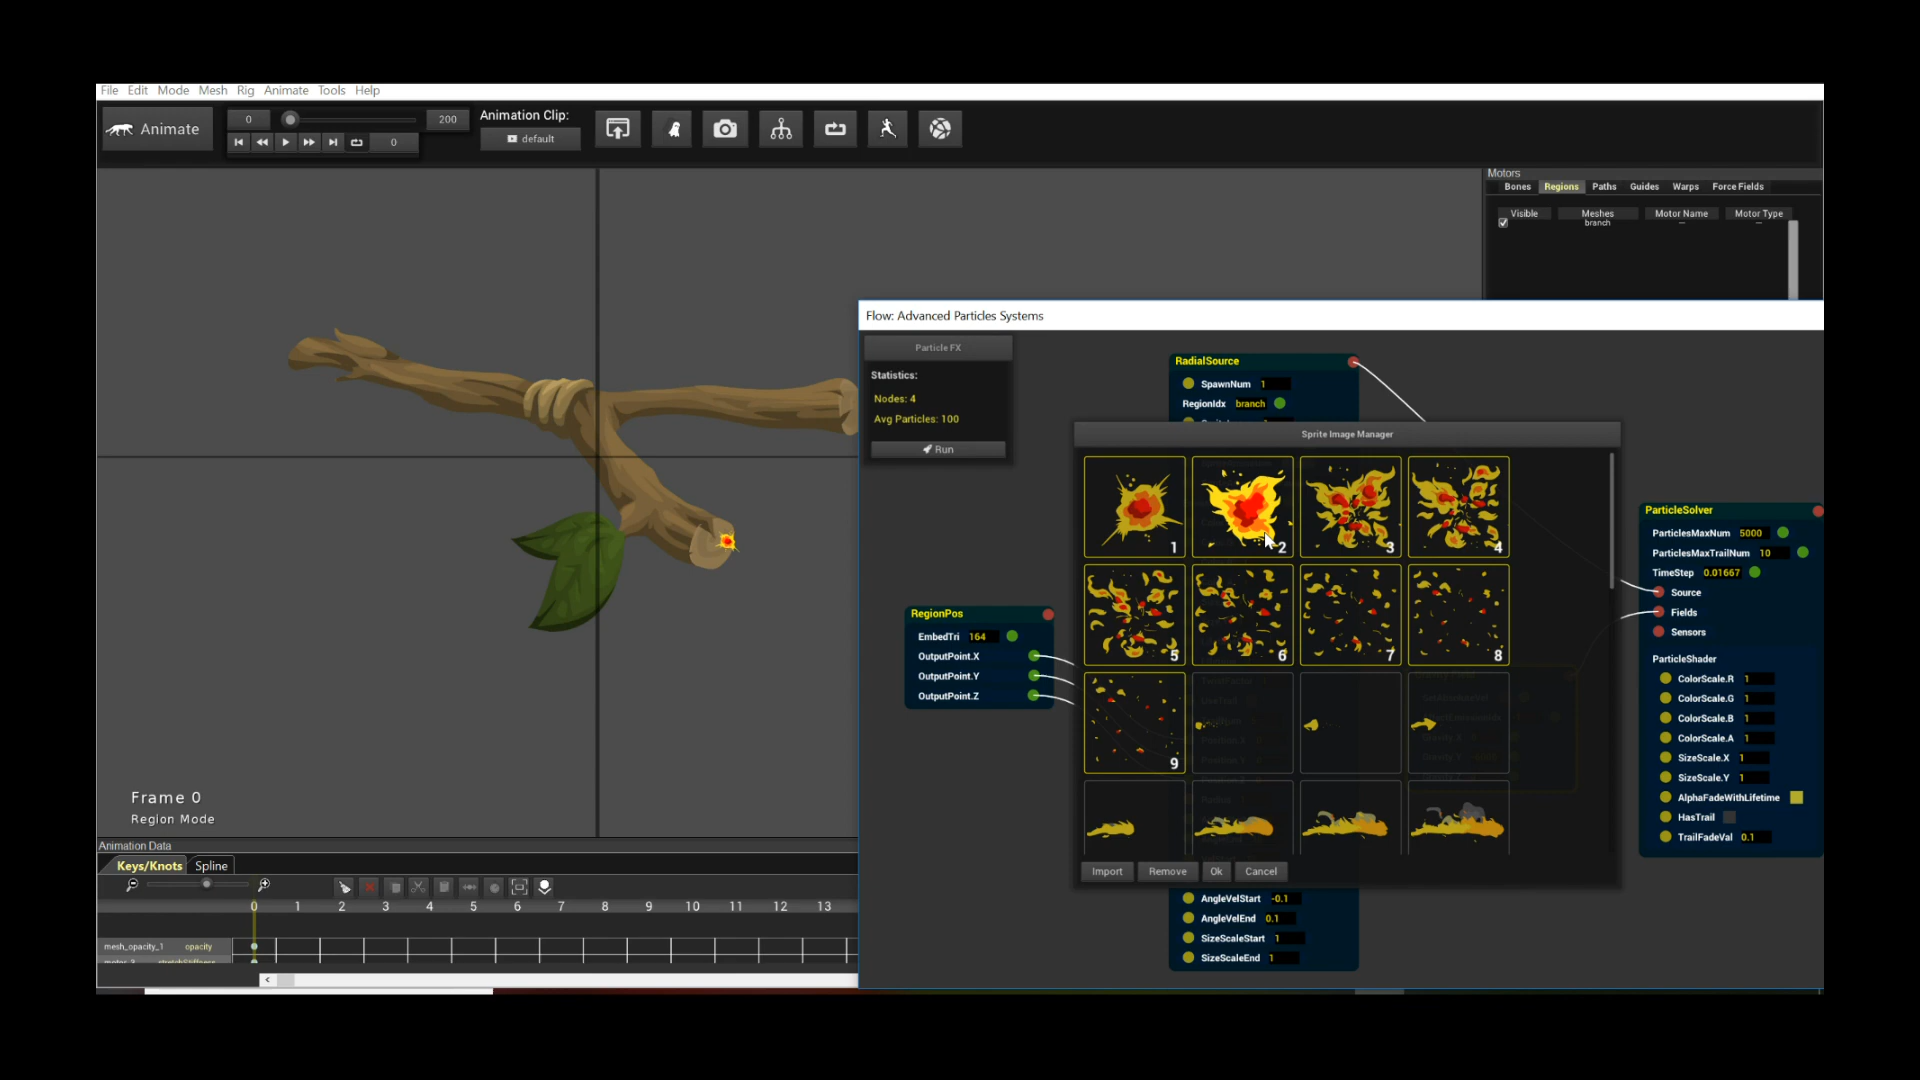 File Edit Mode Mesh Rig Animate Tools Help
Animate
0
200
0
Animation Clip:
default
Motors
Bones Regions Paths Guides Warps Force Fields
Visible Meshes Motor Name Motor Type
branch
Flow: Advanced Particles Systems
Particle FX
Statistics:
Nodes: 4
Avg Particles: 100
Run
RadialSource
SpawnNum 1
RegionIdx branch
Sprite Image Manager
1 2 3 4
5 6 7 8
9
Import Remove Ok Cancel
RegionPos
EmbedTri 164
OutputPoint.X
OutputPoint.Y
OutputPoint.Z
AngleVelStart -0.1
AngleVelEnd 0.1
SizeScaleStart 1
SizeScaleEnd 1
ParticleSolver
ParticlesMaxNum 5000
ParticlesMaxTrailNum 10
TimeStep 0.01667
Source
Fields
Sensors
ParticleShader
ColorScale.R 1
ColorScale.G 1
ColorScale.B 1
ColorScale.A 1
SizeScale.X 1
SizeScale.Y 1
AlphaFadeWithLifetime
HasTrail
TrailFadeVal 0.1
Frame 0
Region Mode
Animation Data
Keys/Knots Spline
0 1 2 3 4 5 6 7 8 9 10 11 12 13
mesh_opacity_1 opacity